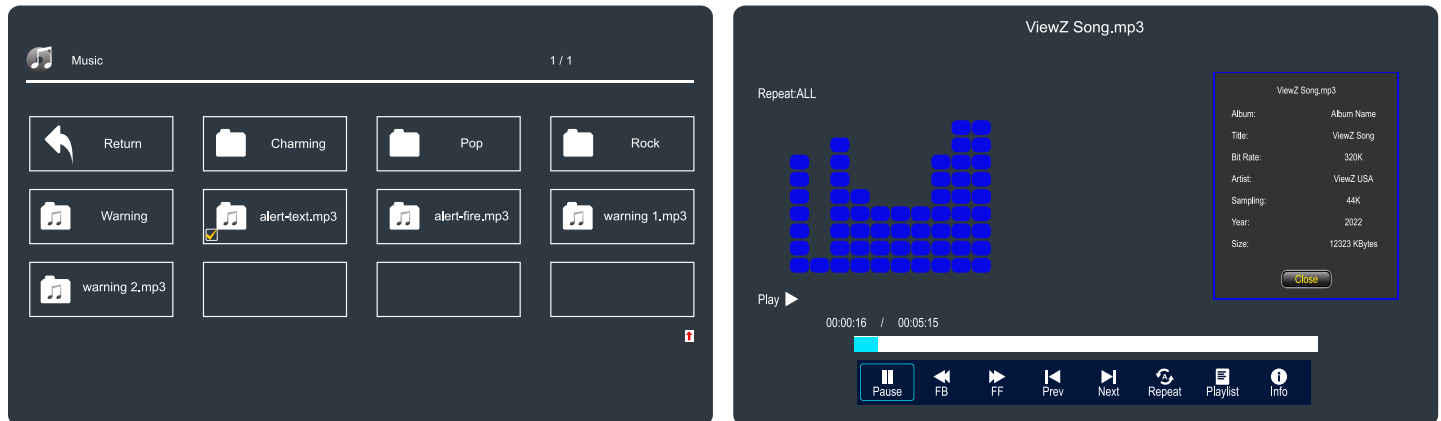 Music 1 / 1
Return Charming Pop Rock
Warning alert-text.mp3 alert-fire.mp3 warning 1.mp3
warning 2.mp3
ViewZ Song.mp3
Repeat:ALL
ViewZ Song.mp3
Album: Album Name
Title: ViewZ Song
Bit Rate: 320K
Artist: ViewZ USA
Sampling: 44K
Year: 2022
Size: 12323 KBytes
Close
Play
00:00:16 / 00:05:15
Pause FB FF Prev Next Repeat Playlist Info